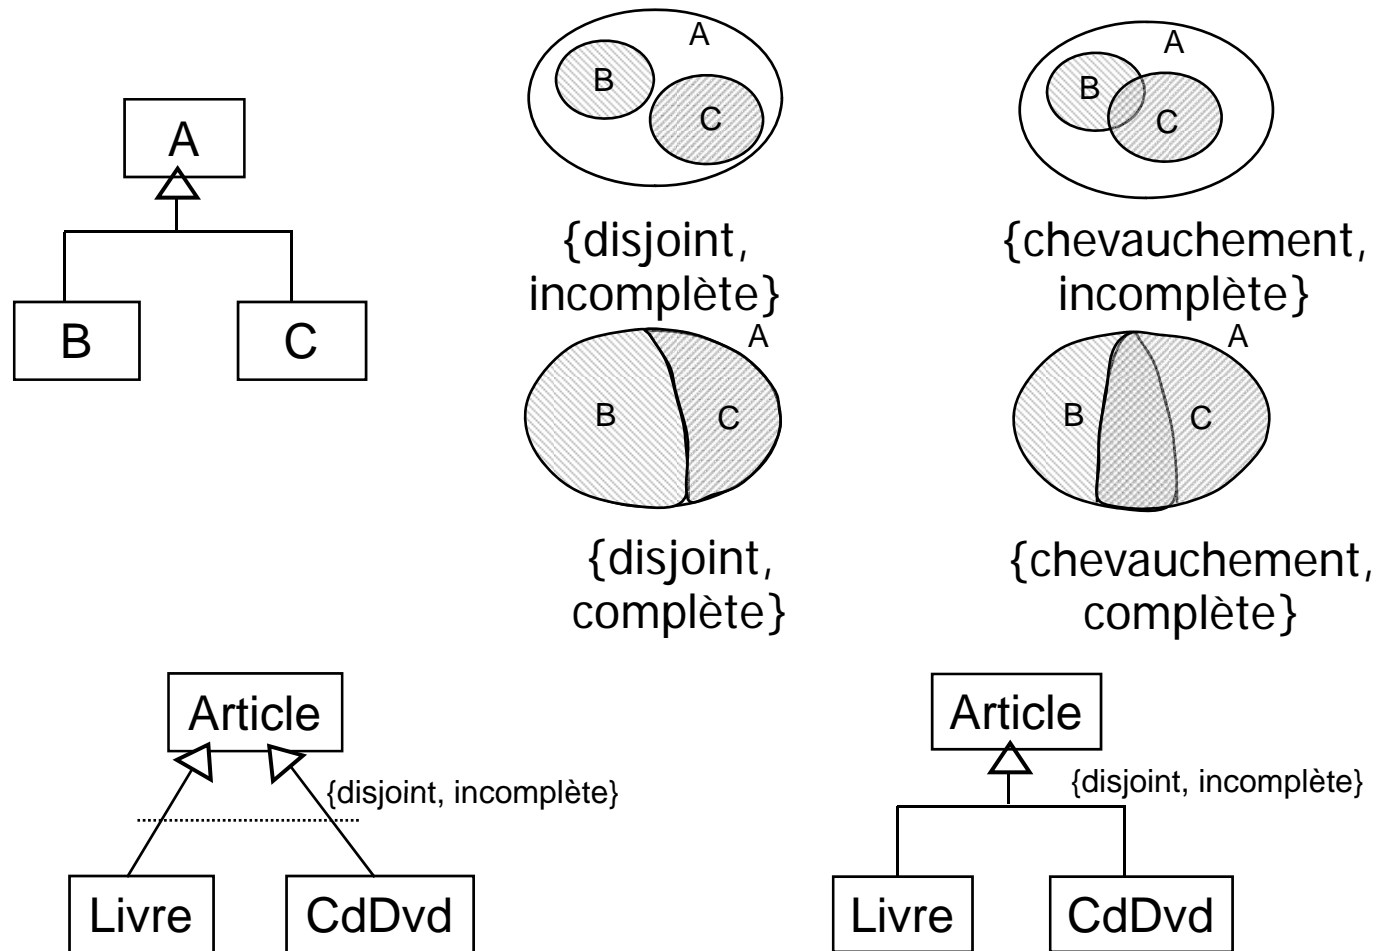 A
B
C
A
B
C
{disjoint,
incomplète}
A
B
C
{chevauchement,
incomplète}
A
B
C
{disjoint,
complète}
A
B
C
{chevauchement,
complète}
Article
{disjoint, incomplète}
Livre
CdDvd
Article
{disjoint, incomplète}
Livre
CdDvd